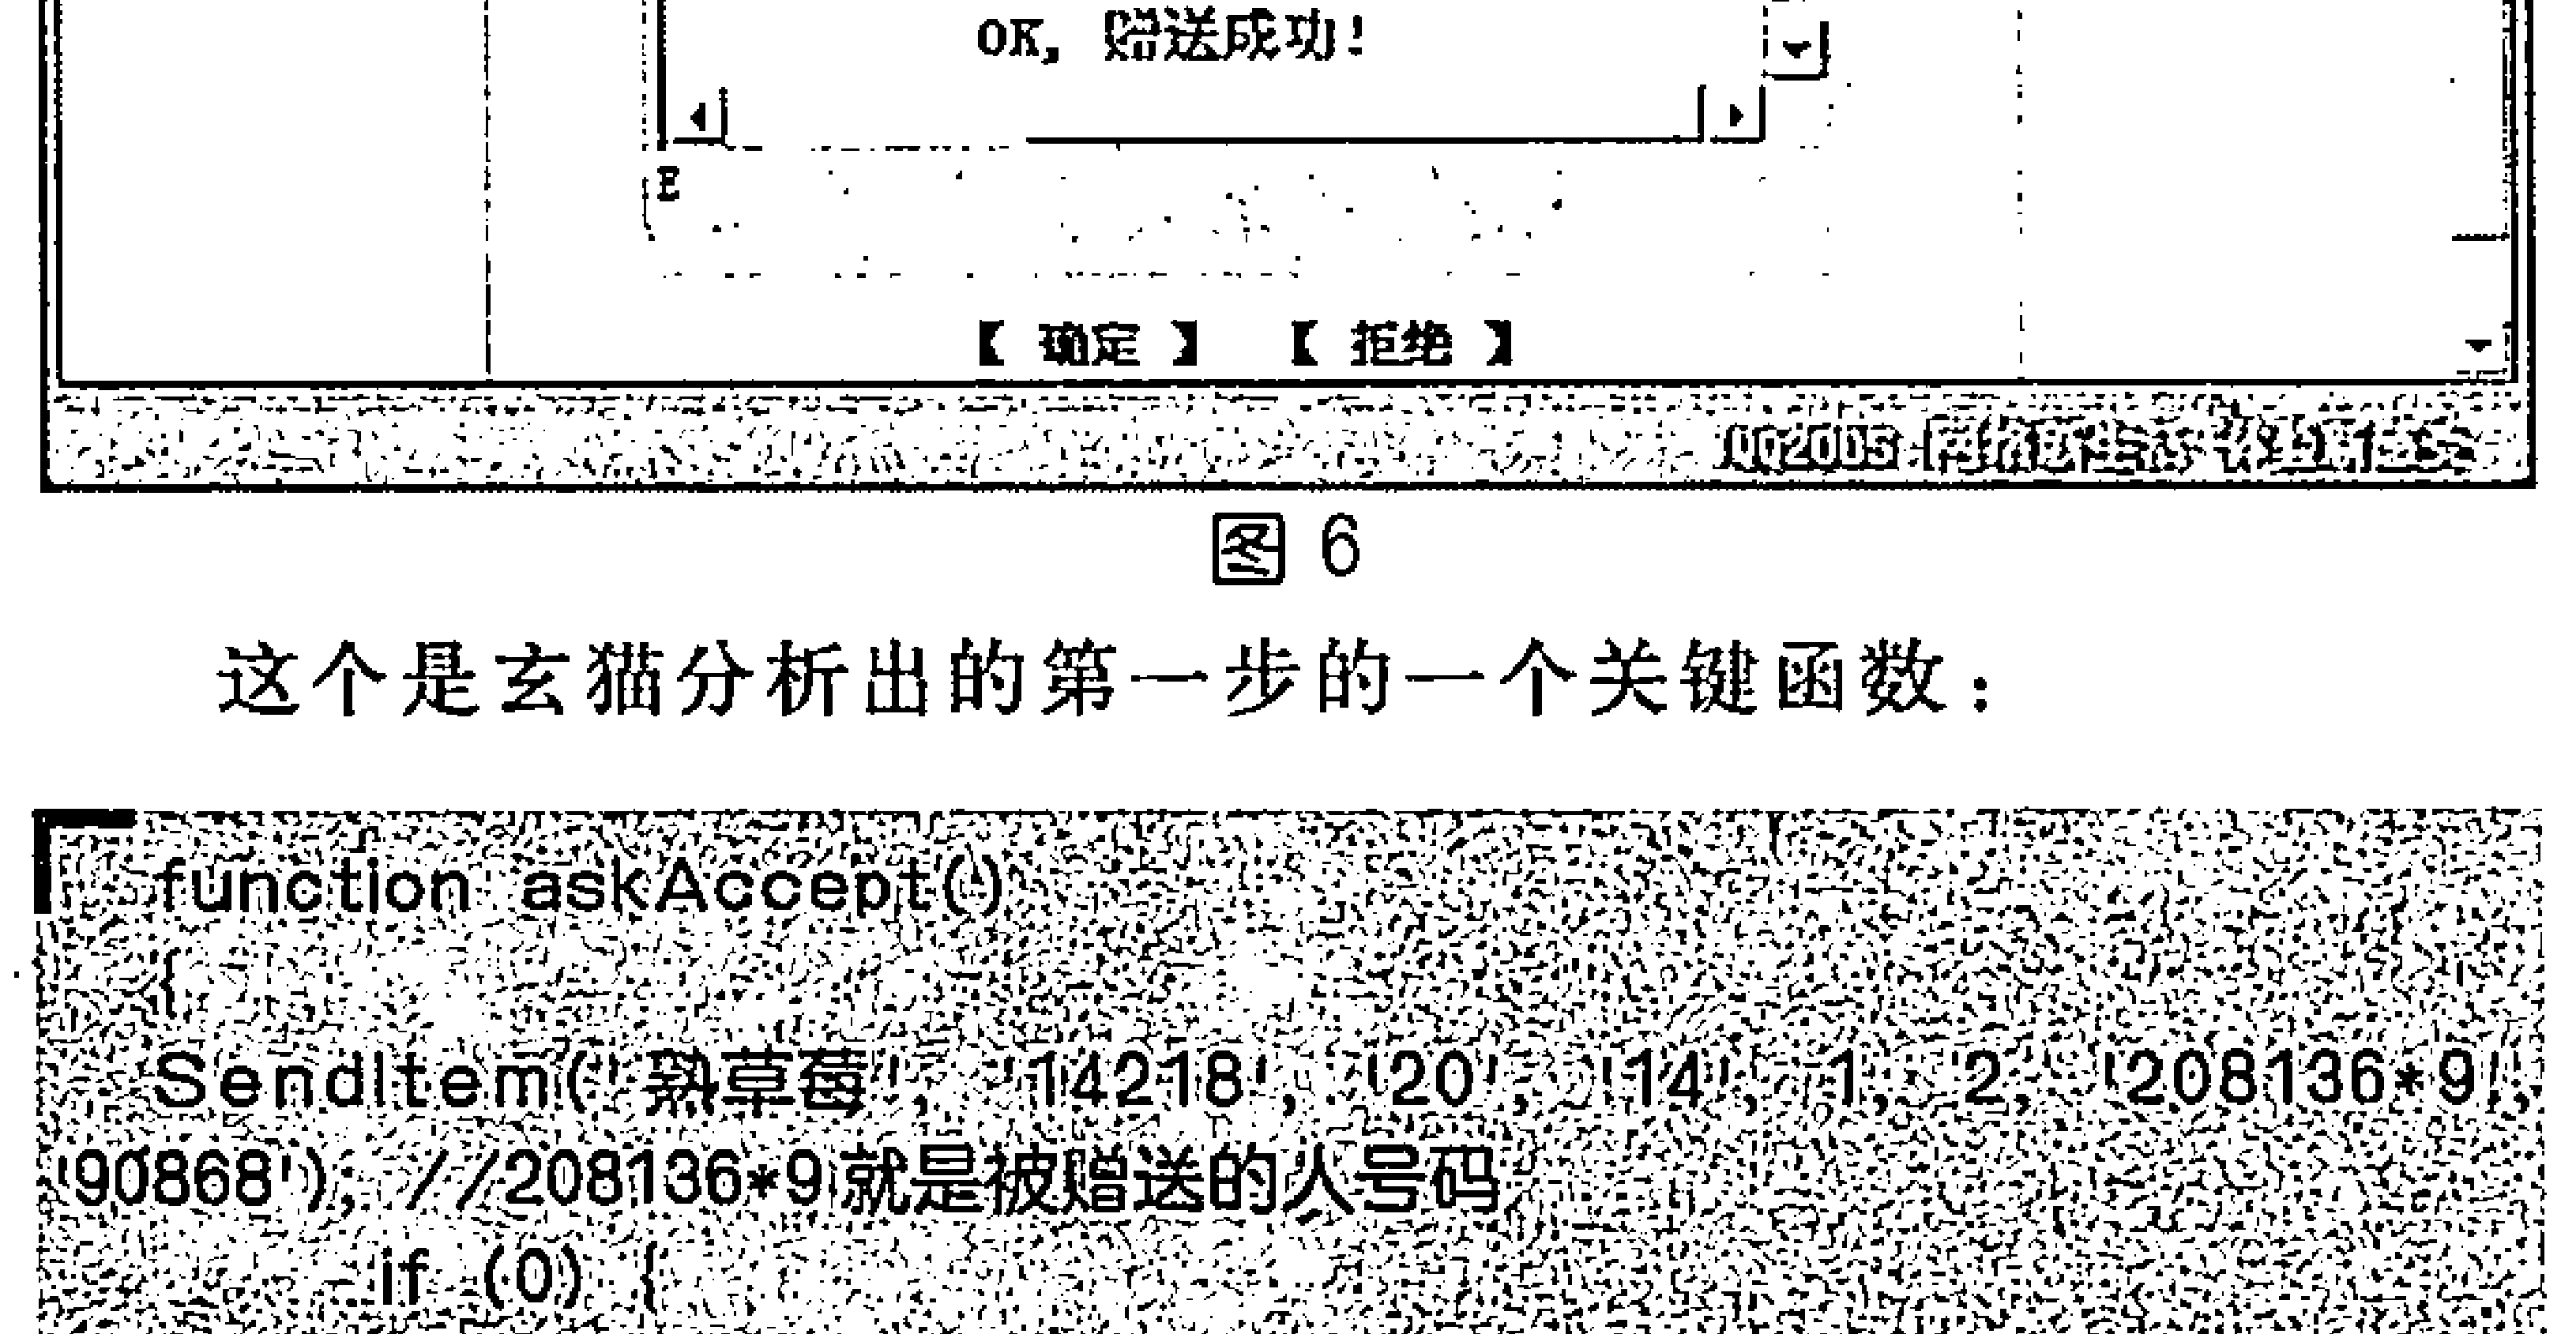 OK, 赠送成功!
E
【 确定 】 【 拒绝 】
QQ2005
图 6
这个是玄猫分析出的第一步的一个关键函数：
function askAccept()
{
SendItem('熟草莓', '14218', '20', '14', 1, 2, '208136*9',
'90868'); //208136*9就是被赠送的人号码
if (0) {